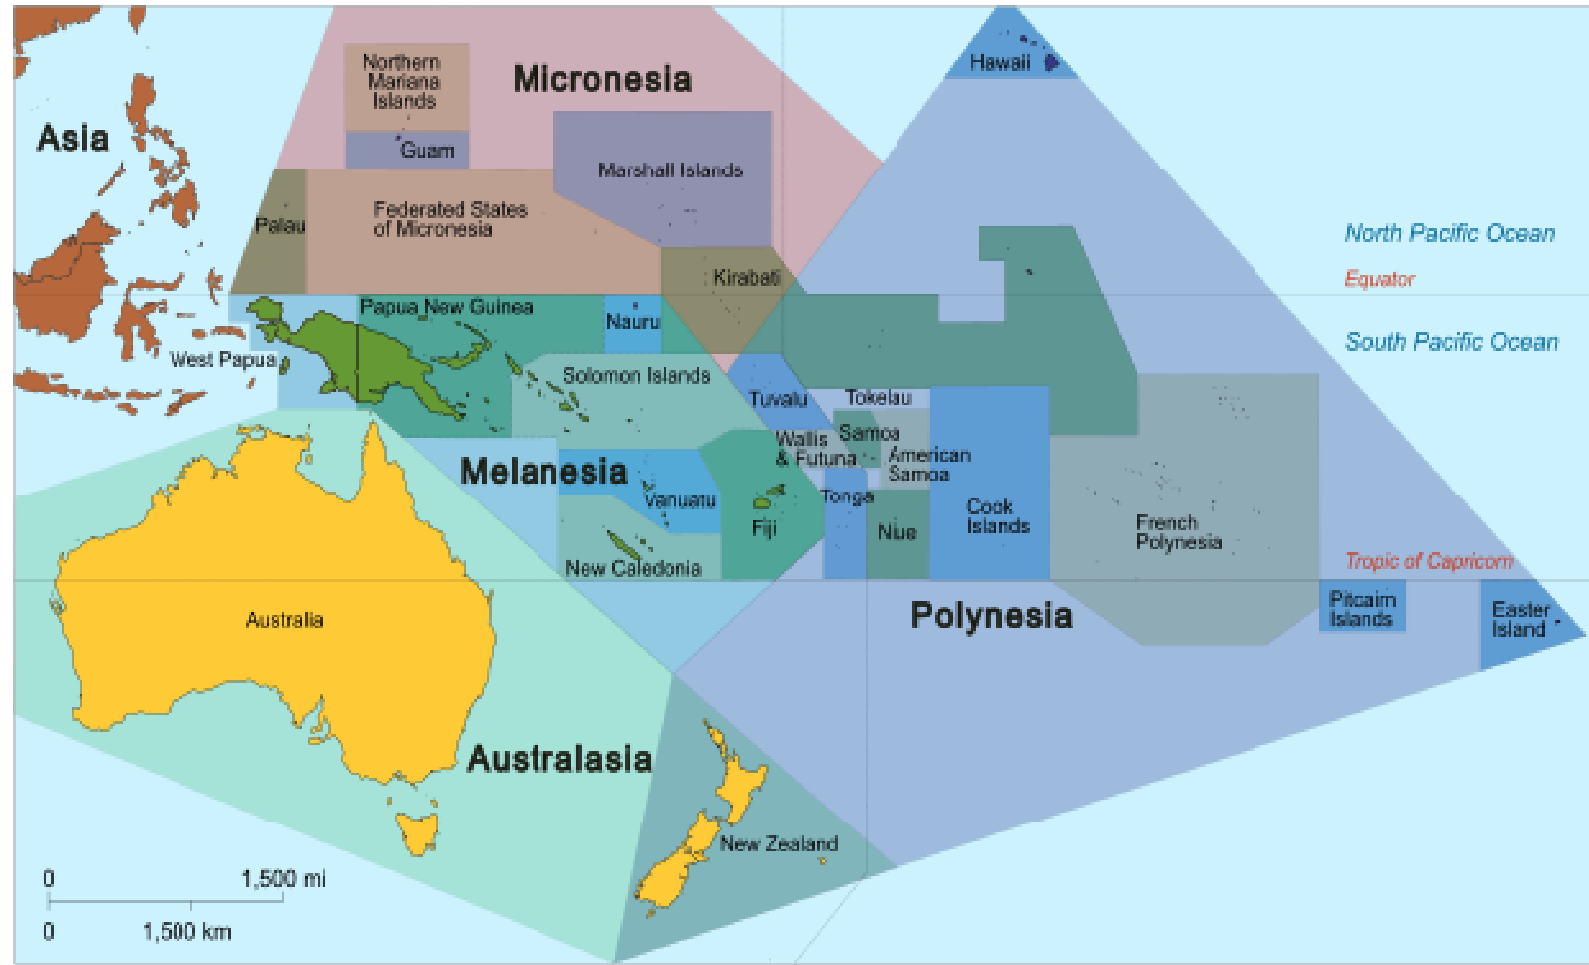 Hawaii
Northern
Mariana
Islands
Micronesia
Asia
Guam
Marshall Islands
Palau
Federated States
of Micronesia
North Pacific Ocean
Kirabati
Equator
Papua New Guinea
Nauru
South Pacific Ocean
West Papua
Solomon Islands
Tuvalu
Tokelau
Wallis
& Futuna
Samoa
American
Samoa
Melanesia
Vanuatu
Tonga
Fiji
Niue
Cook
Islands
French
Polynesia
New Caledonia
Tropic of Capricorn
Polynesia
Pitcairn
Islands
Easter
Island
Australia
Australasia
New Zealand
0 1,500 mi
0 1,500 km